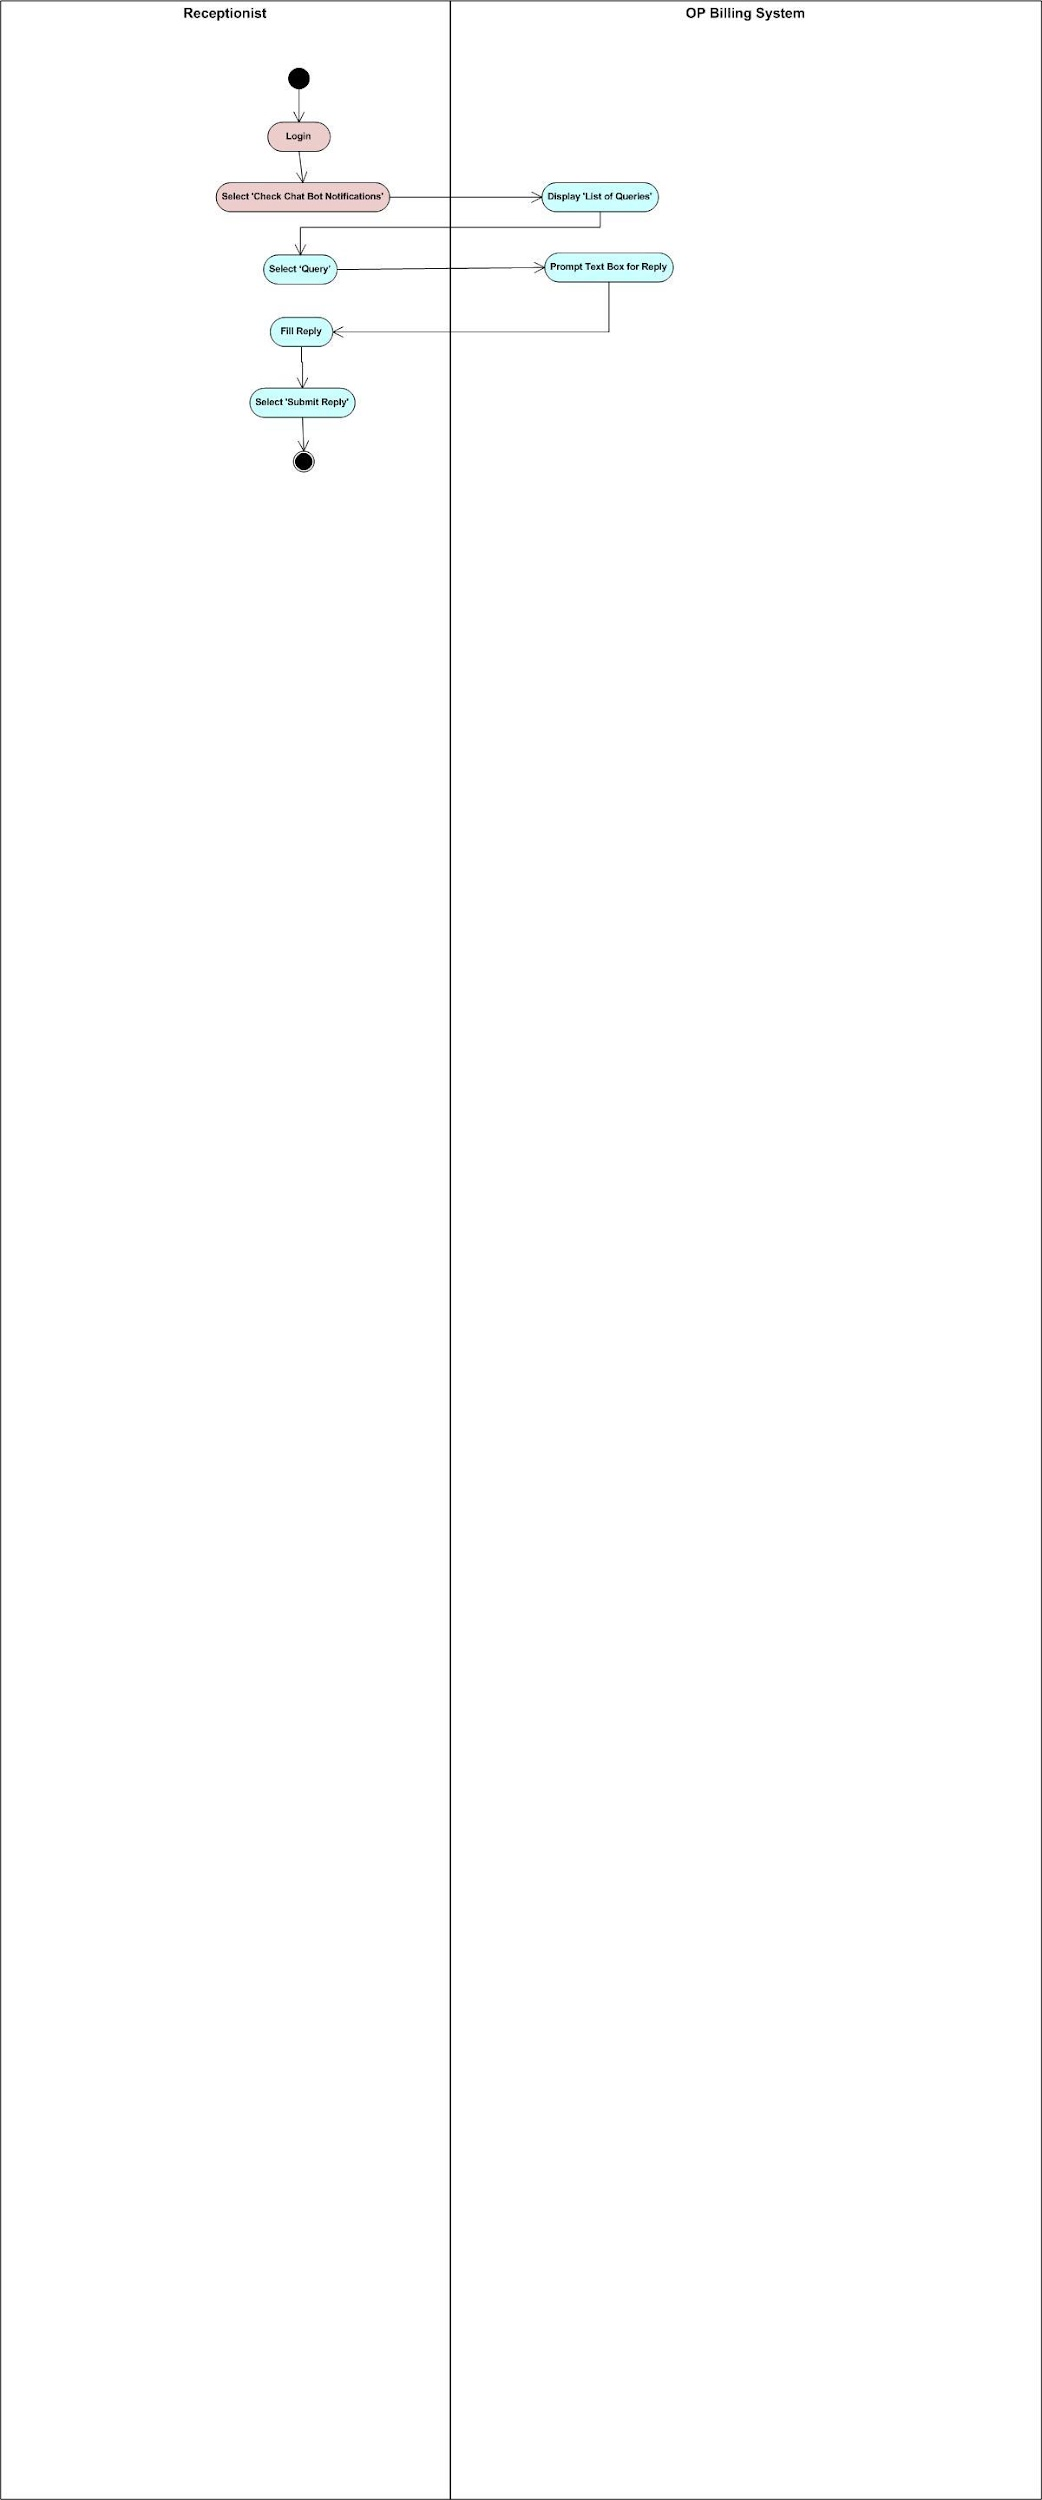 Receptionist
OP Billing System
Login
Select 'Check Chat Bot Notifications'
Display 'List of Queries'
Select ‘Query’
Prompt Text Box for Reply
Fill Reply
Select 'Submit Reply'